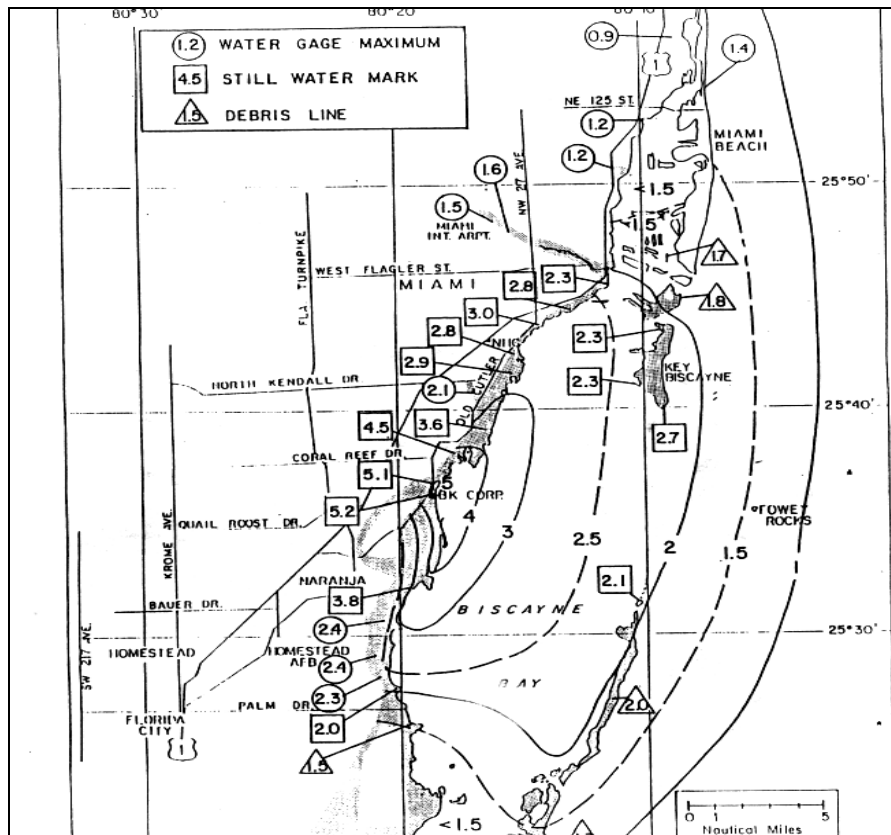 80°30 80°20 80°10
1.2 WATER GAGE MAXIMUM
4.5 STILL WATER MARK
1.5 DEBRIS LINE
0.9
1
1.4
NE 125 ST.
1.2
MIAMI
BEACH
1.2
NW 27 AVE.
1.6
25°50'
< 1.5
1.5
MIAMI
INT. ARPT.
<1.5
1.7
FLA TURNPIKE
WEST FLAGLER ST.
MIAMI
2.3
2.8
1.8
3.0
2.8
NHC
2.3
2.9
OLD CUTLER
KEY
BISCAYNE
NORTH KENDALL DR
2.1
2.3
25°40'
4.5
3.6
2.7
CORAL REEF DR.
5.1
5
BK CORP.
5.2
4
3
2.5
2
1.5
FOWEY
ROCKS
QUAIL ROOST DR.
KROME AVE.
NARANJA
3.8
2.1
BAUER DR.
BISCAYNE
2.4
25°30'
HOMESTEAD
HOMESTEAD
AFB
2.4
SW 217 AVE.
BAY
2.3
PALM DR.
2.0
2.0
FLORIDA
CITY
1
1.5
< 1.5
0 1 5
Nautical Miles